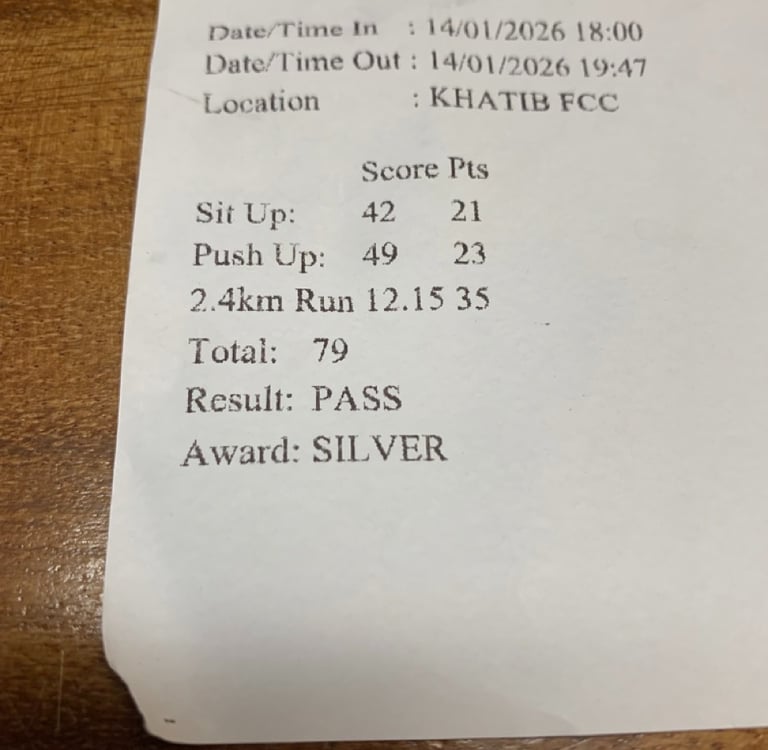 Date/Time In : 14/01/2026 18:00
Date/Time Out : 14/01/2026 19:47
Location : KHATIB FCC
Score Pts
Sit Up: 42 21
Push Up: 49 23
2.4km Run 12.15 35
Total: 79
Result: PASS
Award: SILVER